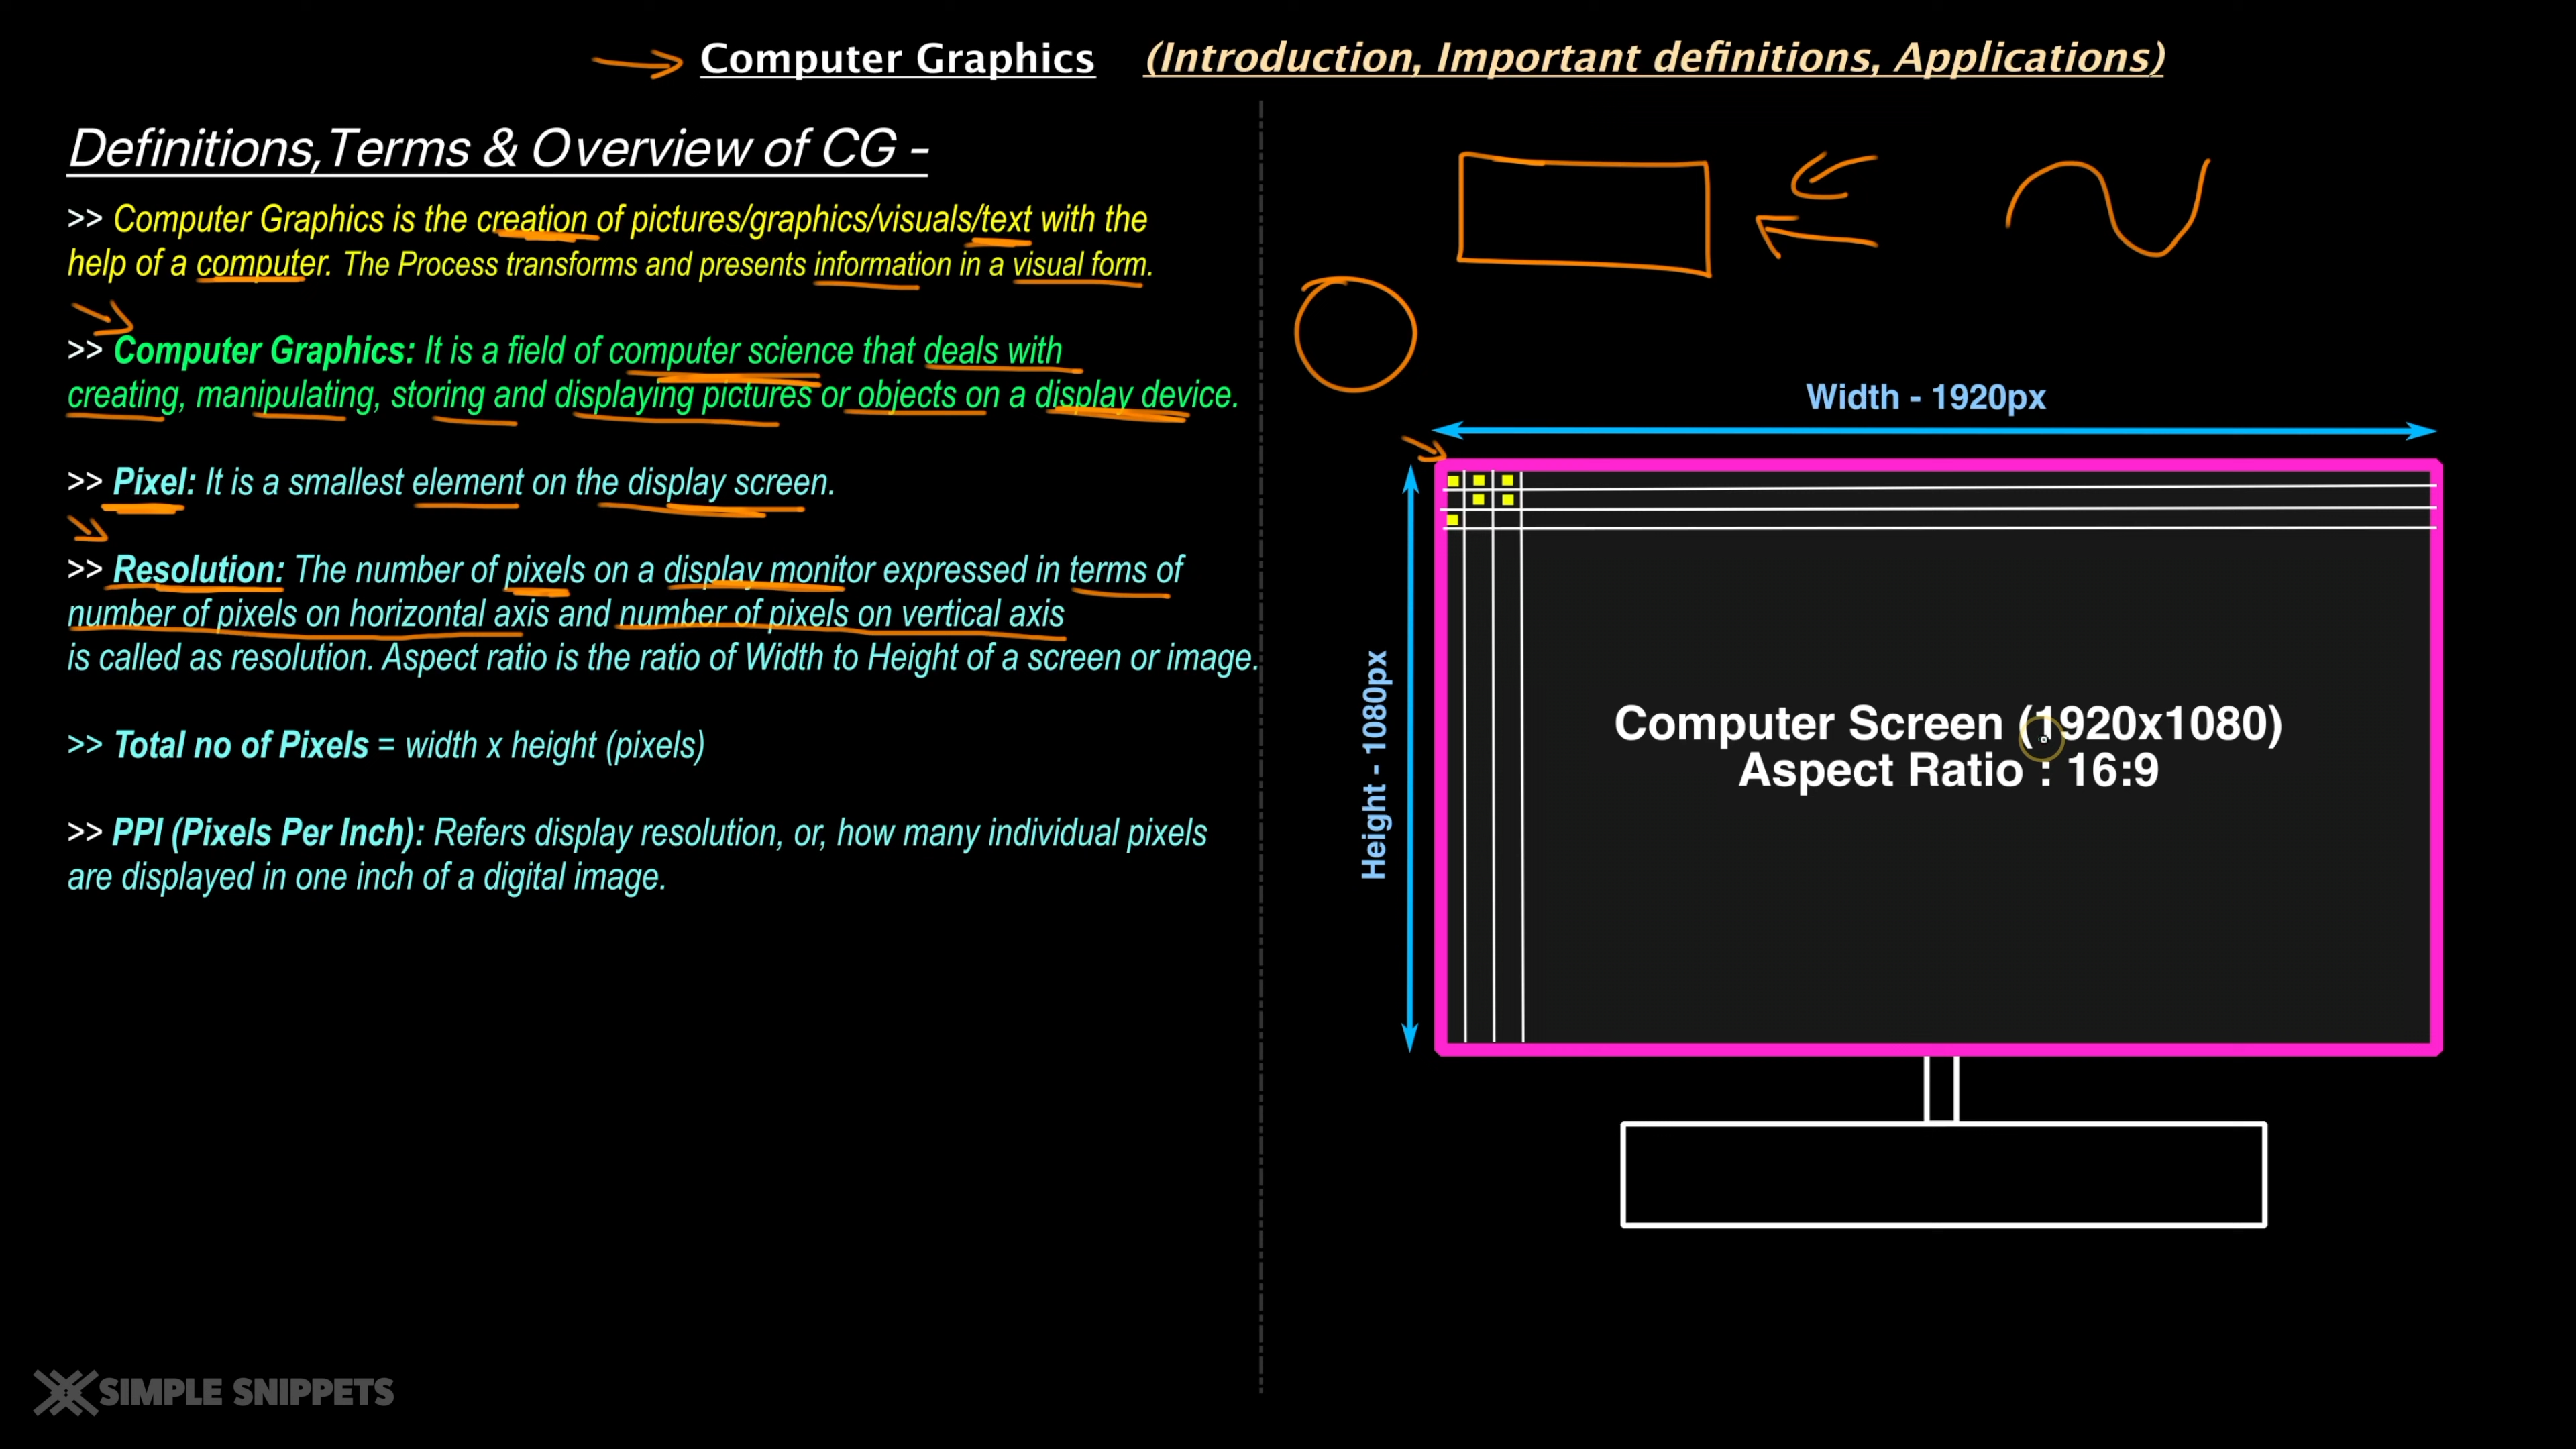 Computer Graphics (Introduction, Important definitions, Applications)
Definitions,Terms & Overview of CG -
>> Computer Graphics is the creation of pictures/graphics/visuals/text with the
help of a computer. The Process transforms and presents information in a visual form.
>> Computer Graphics: It is a field of computer science that deals with
creating, manipulating, storing and displaying pictures or objects on a display device.
>> Pixel: It is a smallest element on the display screen.
>> Resolution: The number of pixels on a display monitor expressed in terms of
number of pixels on horizontal axis and number of pixels on vertical axis
is called as resolution. Aspect ratio is the ratio of Width to Height of a screen or image.
>> Total no of Pixels = width x height (pixels)
>> PPI (Pixels Per Inch): Refers display resolution, or, how many individual pixels
are displayed in one inch of a digital image.
Width - 1920px
Height - 1080px
Computer Screen (1920x1080)
Aspect Ratio : 16:9
SIMPLE SNIPPETS